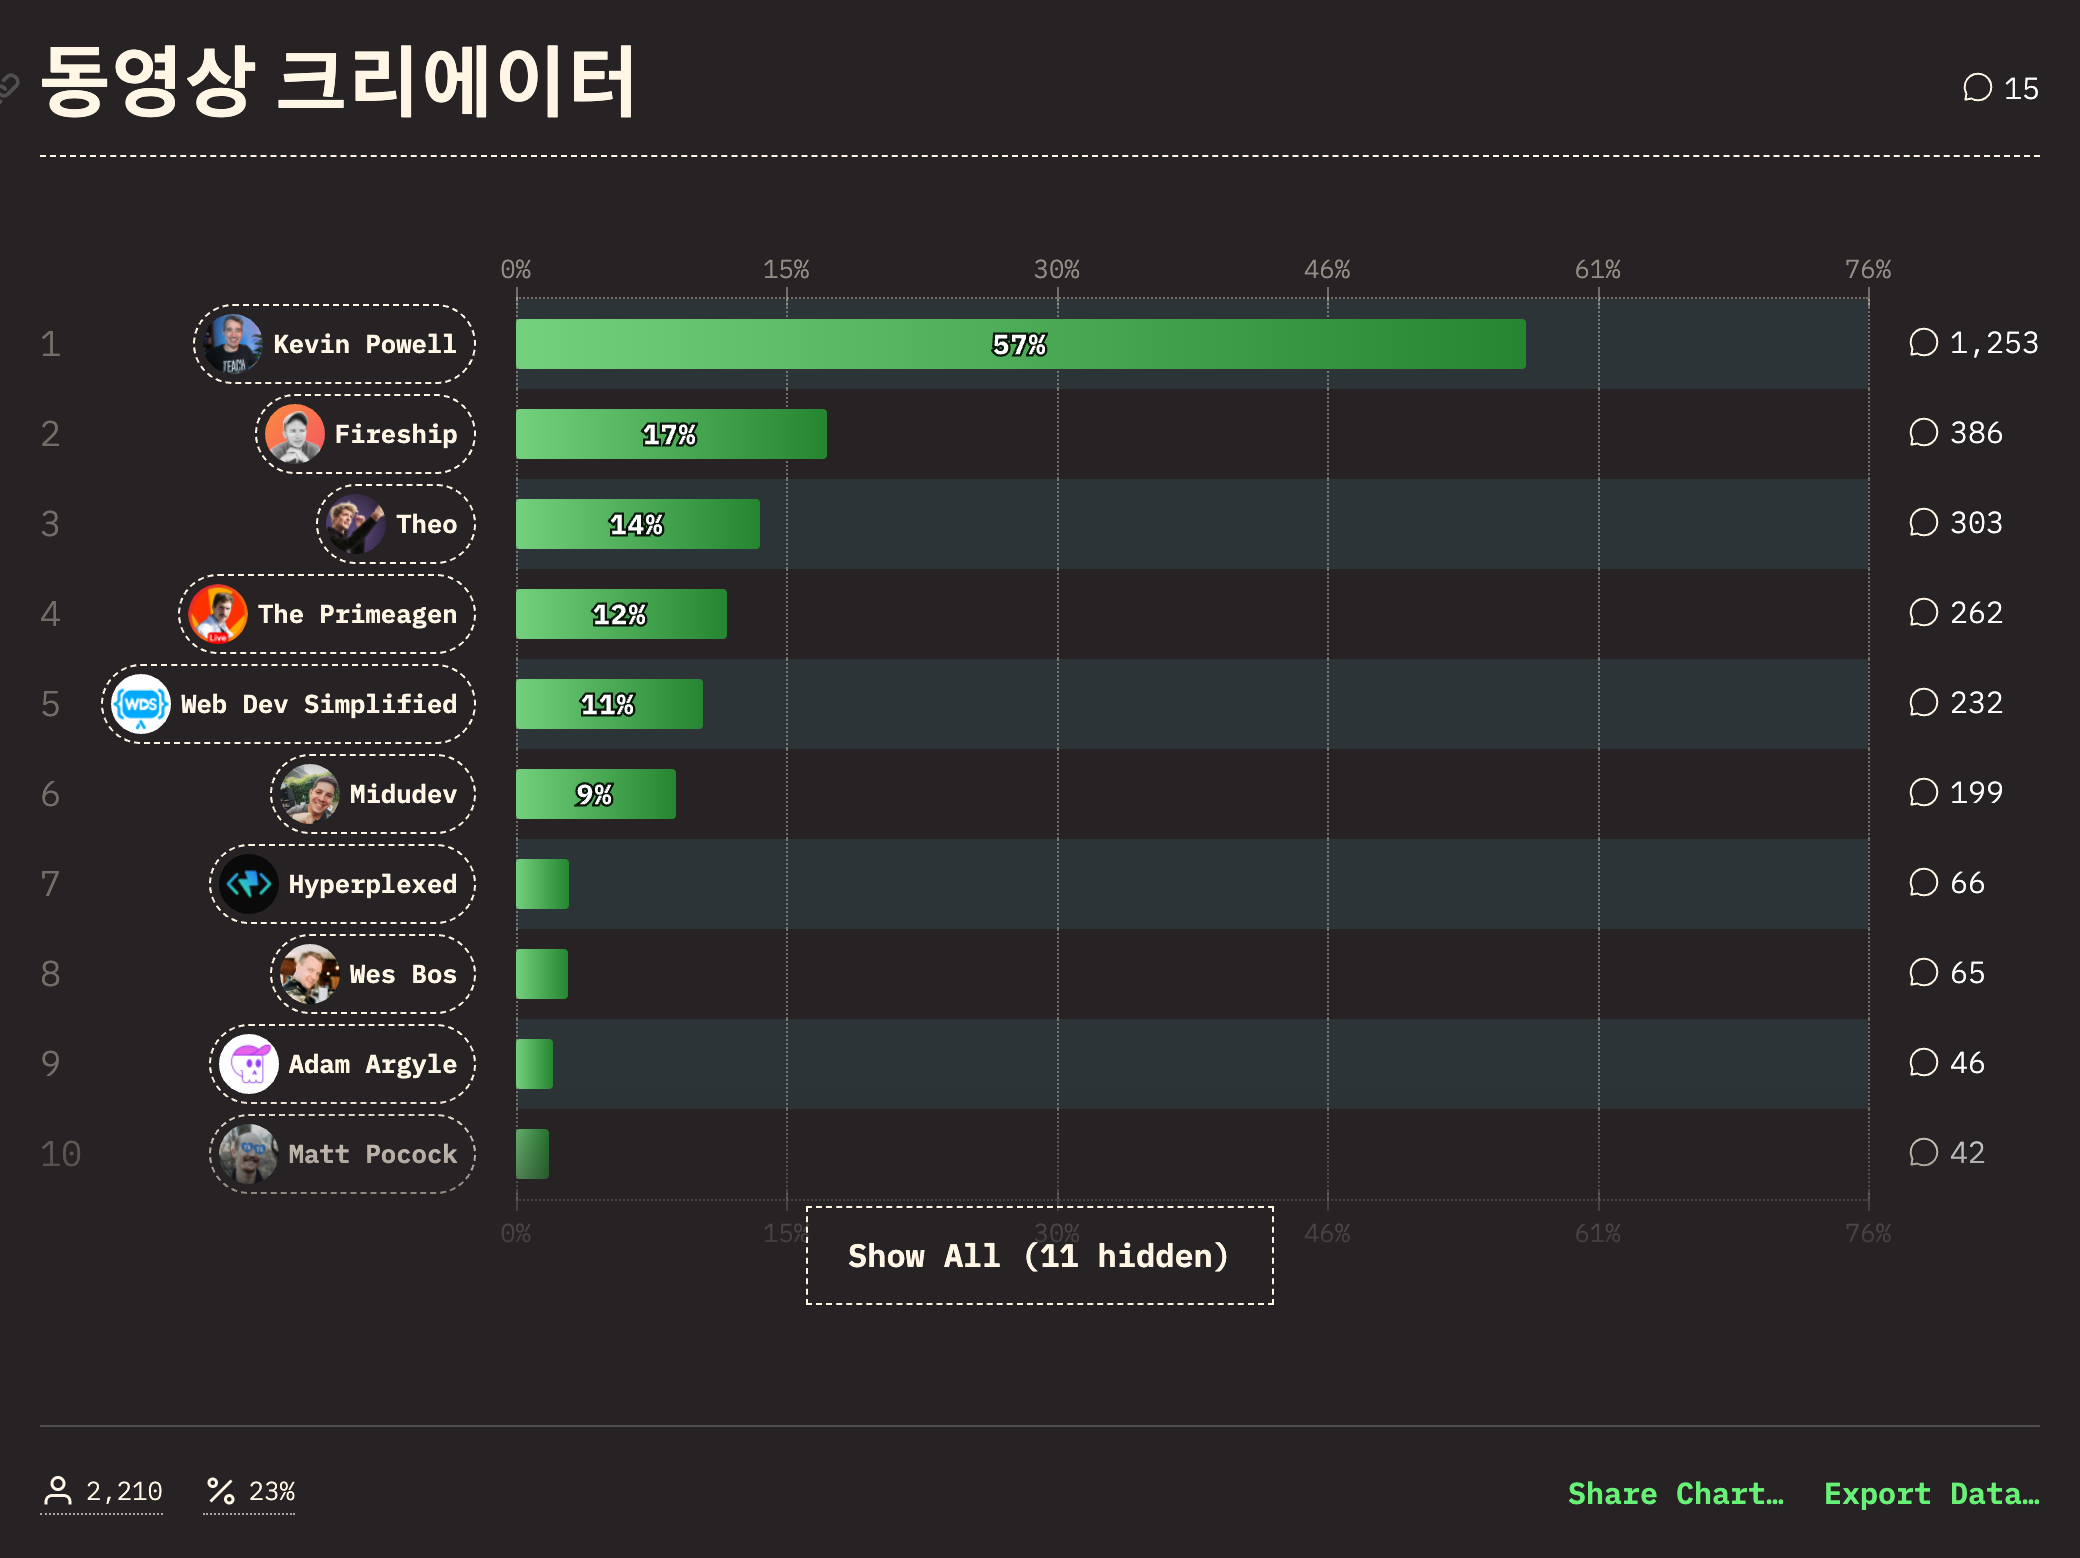 동영상 크리에이터
15
0% 15% 30% 46% 61% 76%
1 Kevin Powell 57% 1,253
2 Fireship 17% 386
3 Theo 14% 303
4 The Primeagen 12% 262
5 Web Dev Simplified 11% 232
6 Midudev 9% 199
7 Hyperplexed 66
8 Wes Bos 65
9 Adam Argyle 46
10 Matt Pocock 42
0% 15% 30% 46% 61% 76%
Show All (11 hidden)
2,210 % 23% Share Chart… Export Data…
TEACH
Live
WDS